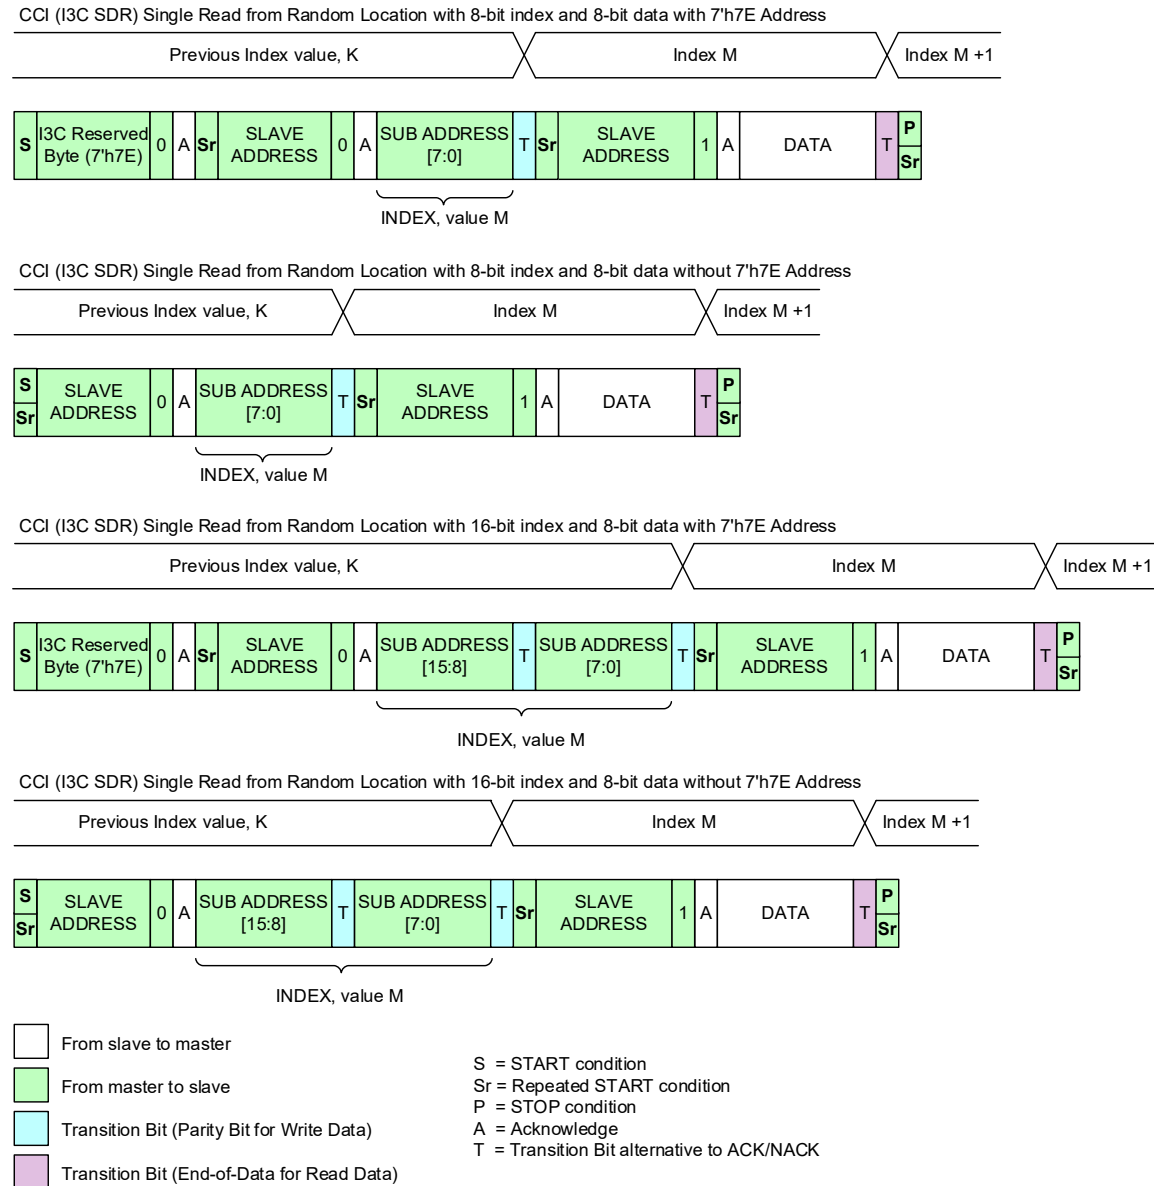 CCI (I3C SDR) Single Read from Random Location with 8-bit index and 8-bit data with 7'h7E Address
Previous Index value, K Index M Index M +1
S I3C Reserved Byte (7'h7E) 0 A Sr SLAVE ADDRESS 0 A SUB ADDRESS [7:0] T Sr SLAVE ADDRESS 1 A DATA T P Sr
INDEX, value M
CCI (I3C SDR) Single Read from Random Location with 8-bit index and 8-bit data without 7'h7E Address
Previous Index value, K Index M Index M +1
S Sr SLAVE ADDRESS 0 A SUB ADDRESS [7:0] T Sr SLAVE ADDRESS 1 A DATA T P Sr
INDEX, value M
CCI (I3C SDR) Single Read from Random Location with 16-bit index and 8-bit data with 7'h7E Address
Previous Index value, K Index M Index M +1
S I3C Reserved Byte (7'h7E) 0 A Sr SLAVE ADDRESS 0 A SUB ADDRESS [15:8] T SUB ADDRESS [7:0] T Sr SLAVE ADDRESS 1 A DATA T P Sr
INDEX, value M
CCI (I3C SDR) Single Read from Random Location with 16-bit index and 8-bit data without 7'h7E Address
Previous Index value, K Index M Index M +1
S Sr SLAVE ADDRESS 0 A SUB ADDRESS [15:8] T SUB ADDRESS [7:0] T Sr SLAVE ADDRESS 1 A DATA T P Sr
INDEX, value M
From slave to master
From master to slave
Transition Bit (Parity Bit for Write Data)
Transition Bit (End-of-Data for Read Data)
S = START condition
Sr = Repeated START condition
P = STOP condition
A = Acknowledge
T = Transition Bit alternative to ACK/NACK